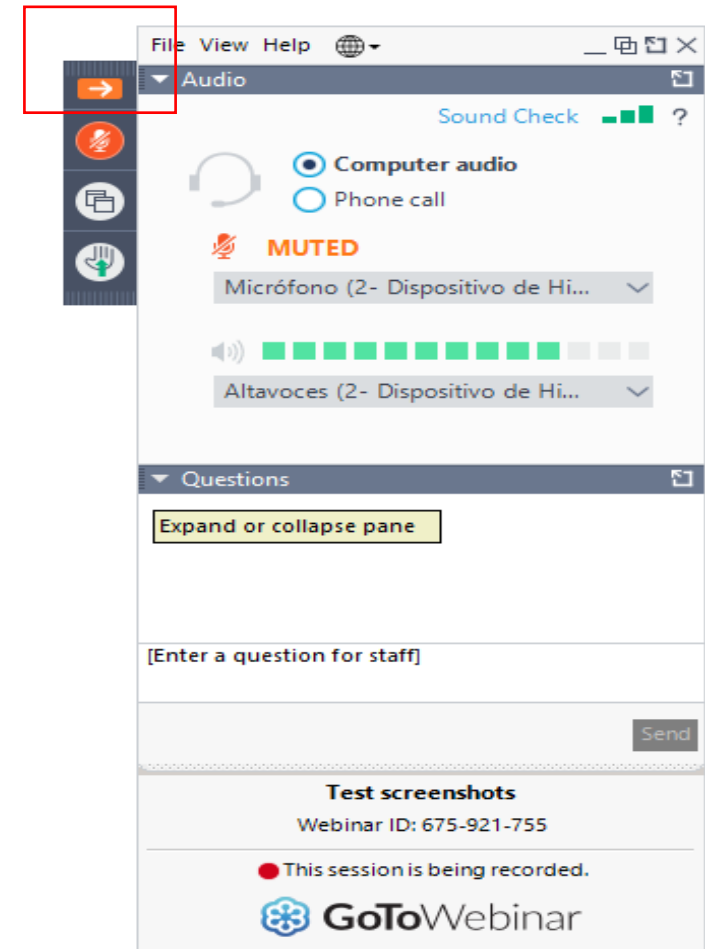 File View Help
Audio
Sound Check ?
Computer audio
Phone call
MUTED
Micrófono (2- Dispositivo de Hi...
Altavoces (2- Dispositivo de Hi...
Questions
Expand or collapse pane
[Enter a question for staff]
Send
Test screenshots
Webinar ID: 675-921-755
This session is being recorded.
GoToWebinar